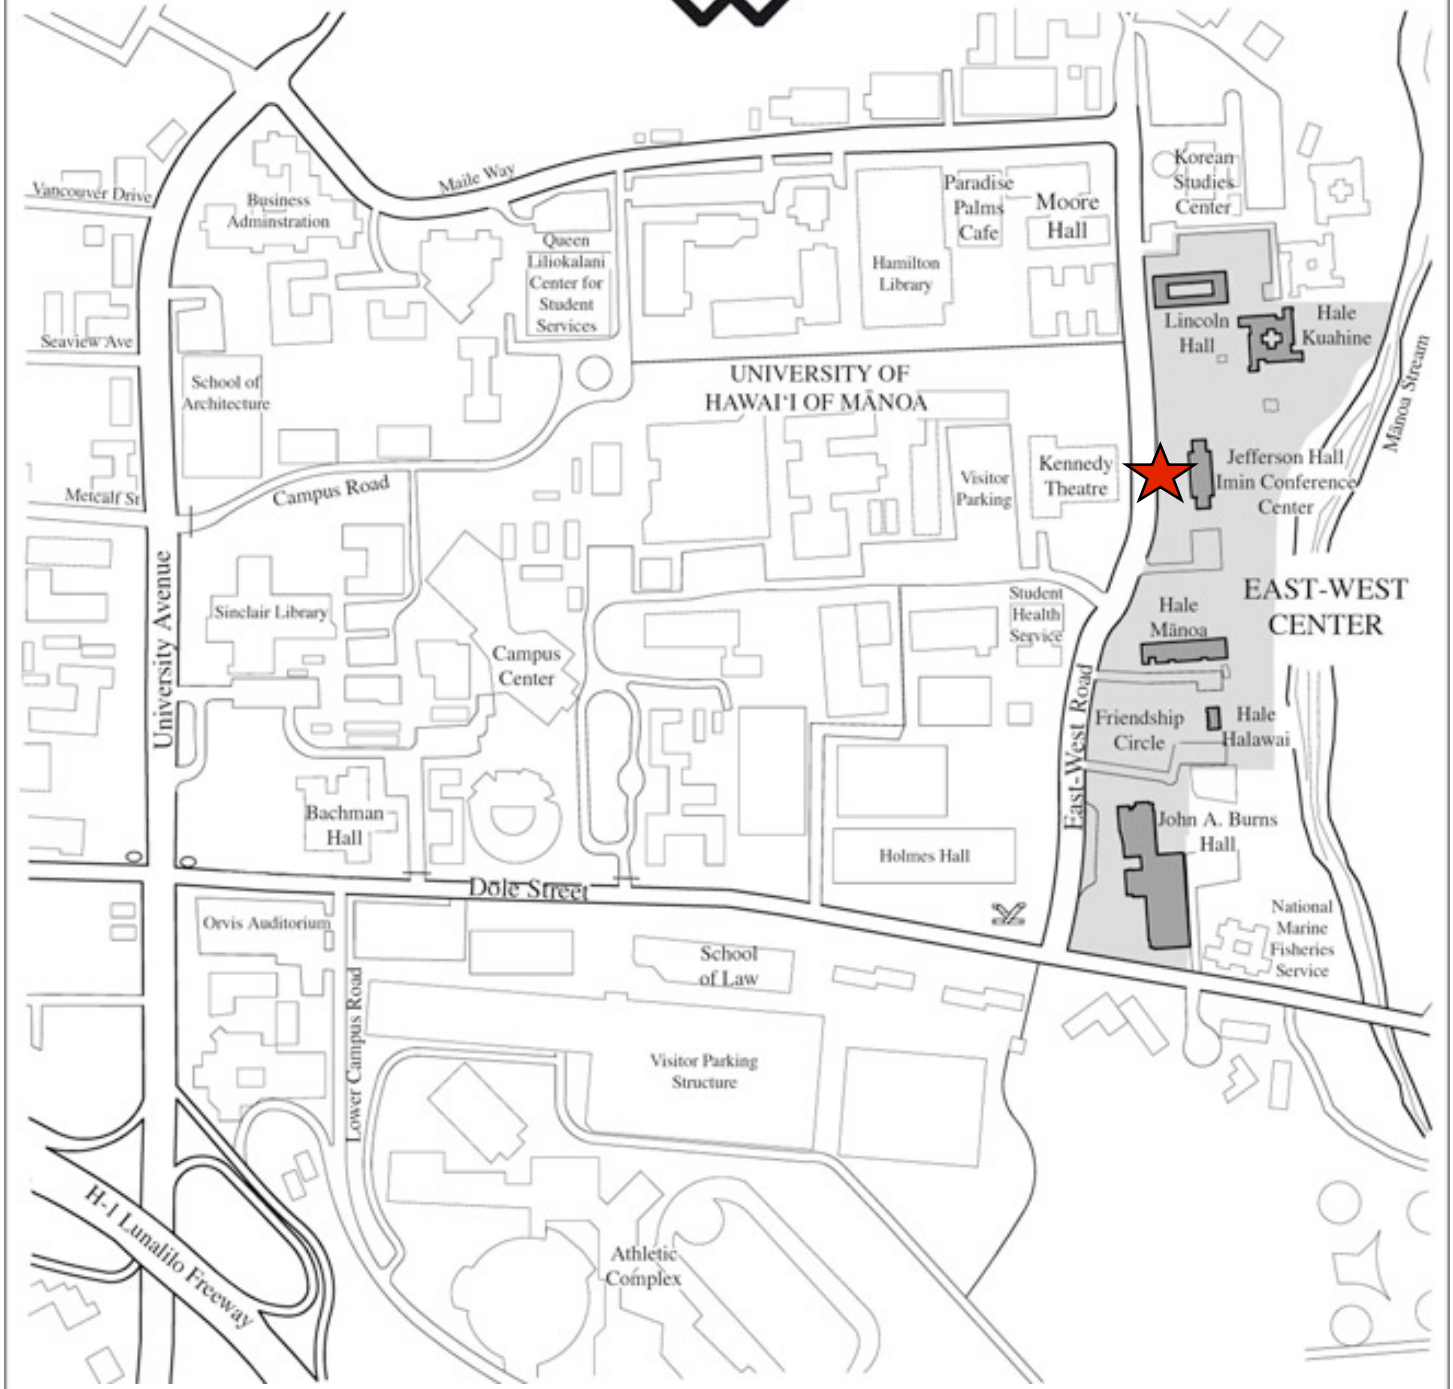 Maile Way
Vancouver Drive
Business
Adminstration
Queen
Liliokalani
Center for
Student
Services
Paradise
Palms
Cafe
Moore
Hall
Korean
Studies
Center
Hamilton
Library
Lincoln
Hall
Hale
Kuahine
Seaview Ave
School of
Architecture
UNIVERSITY OF
HAWAI‘I OF MĀNOA
Mānoa Stream
Metcalf St
Campus Road
Visitor
Parking
Kennedy
Theatre
Jefferson Hall
Imin Conference
Center
University Avenue
Sinclair Library
Campus
Center
Student
Health
Service
Hale
Mānoa
EAST-WEST
CENTER
East-West Road
Friendship
Circle
Hale
Halawai
Bachman
Hall
Holmes Hall
John A. Burns
Hall
Dole Street
Orvis Auditorium
School
of Law
National
Marine
Fisheries
Service
Lower Campus Road
Visitor Parking
Structure
H-1 Lunalilo Freeway
Athletic
Complex